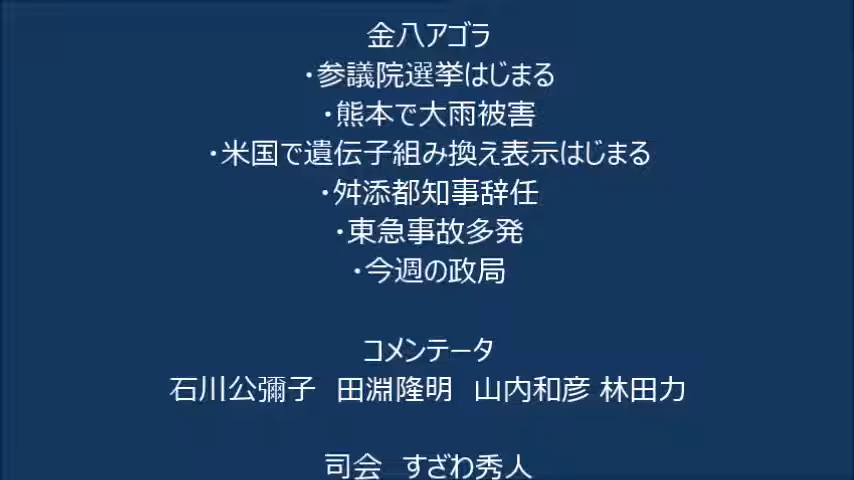 金八アゴラ
・参議院選挙はじまる
・熊本で大雨被害
・米国で遺伝子組み換え表示はじまる
・舛添都知事辞任
・東急事故多発
・今週の政局
コメンテータ
石川公彌子　田淵隆明　山内和彦 林田力
司会　すざわ秀人